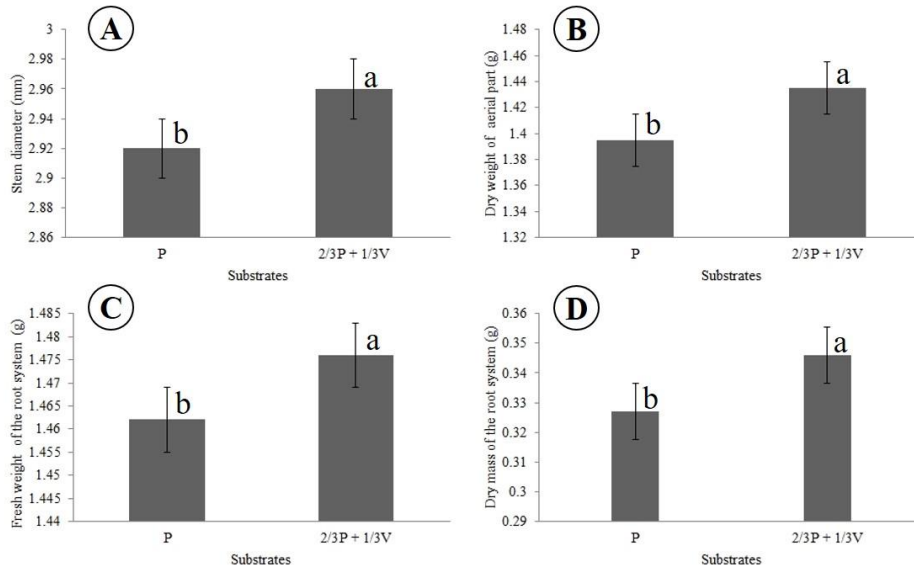 A
Stem diameter (mm)
3
2.98
2.96
2.94
2.92
2.9
2.88
2.86
b
a
P
2/3P + 1/3V
Substrates
B
Dry weight of aerial part (g)
1.48
1.46
1.44
1.42
1.4
1.38
1.36
1.34
1.32
b
a
P
2/3P + 1/3V
Substrates
C
Fresh weight of the root system (g)
1.485
1.48
1.475
1.47
1.465
1.46
1.455
1.45
1.445
1.44
b
a
P
2/3P + 1/3V
Substrates
D
Dry mass of the root system (g)
0.36
0.35
0.34
0.33
0.32
0.31
0.3
0.29
b
a
P
2/3P + 1/3V
Substrates